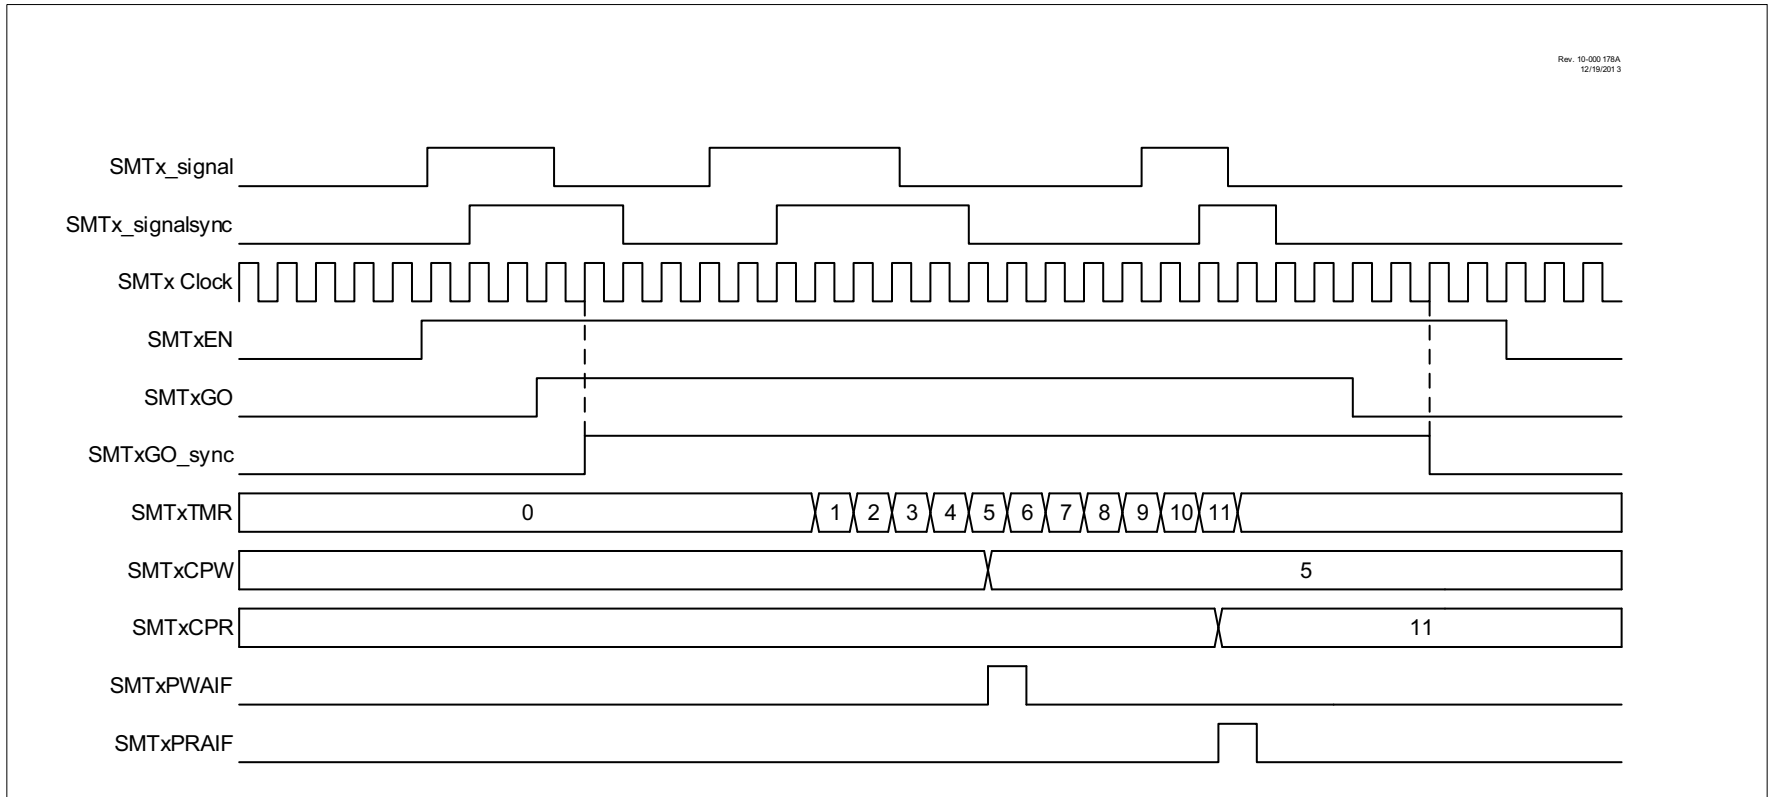 Rev. 10-000 178A
12/19/201 3
SMTx_signal
SMTx_signalsync
SMTx Clock
SMTxEN
SMTxGO
SMTxGO_sync
SMTxTMR 0 1 2 3 4 5 6 7 8 9 10 11
SMTxCPW 5
SMTxCPR 11
SMTxPWAIF
SMTxPRAIF